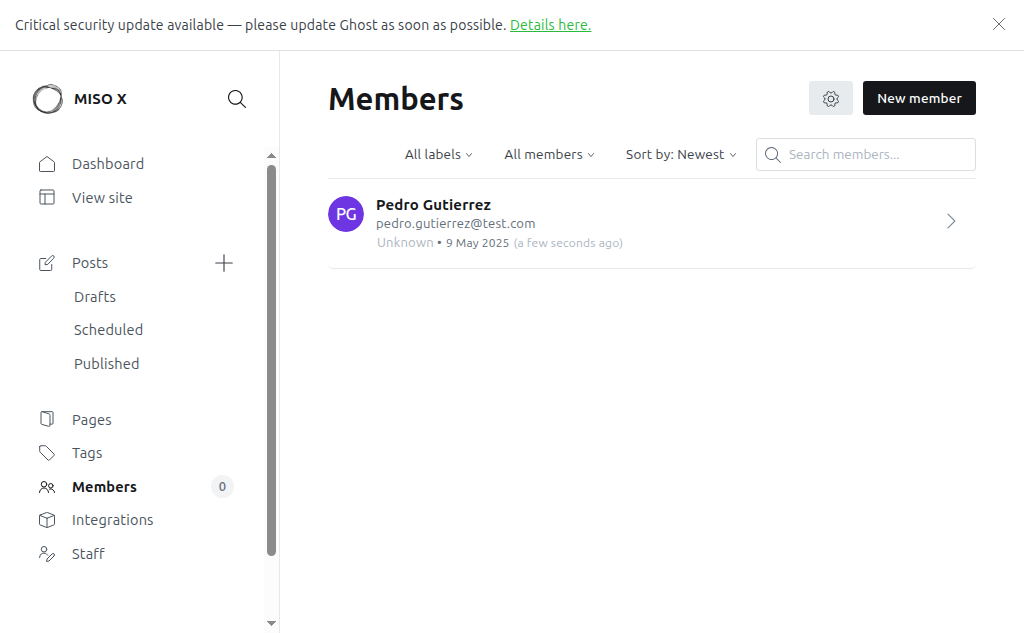 Critical security update available — please update Ghost as soon as possible. Details here.
MISO X
Dashboard
View site
Posts
Drafts
Scheduled
Published
Pages
Tags
Members 0
Integrations
Staff
Members
New member
All labels
All members
Sort by: Newest
Search members...
PG
Pedro Gutierrez
pedro.gutierrez@test.com
Unknown • 9 May 2025 (a few seconds ago)